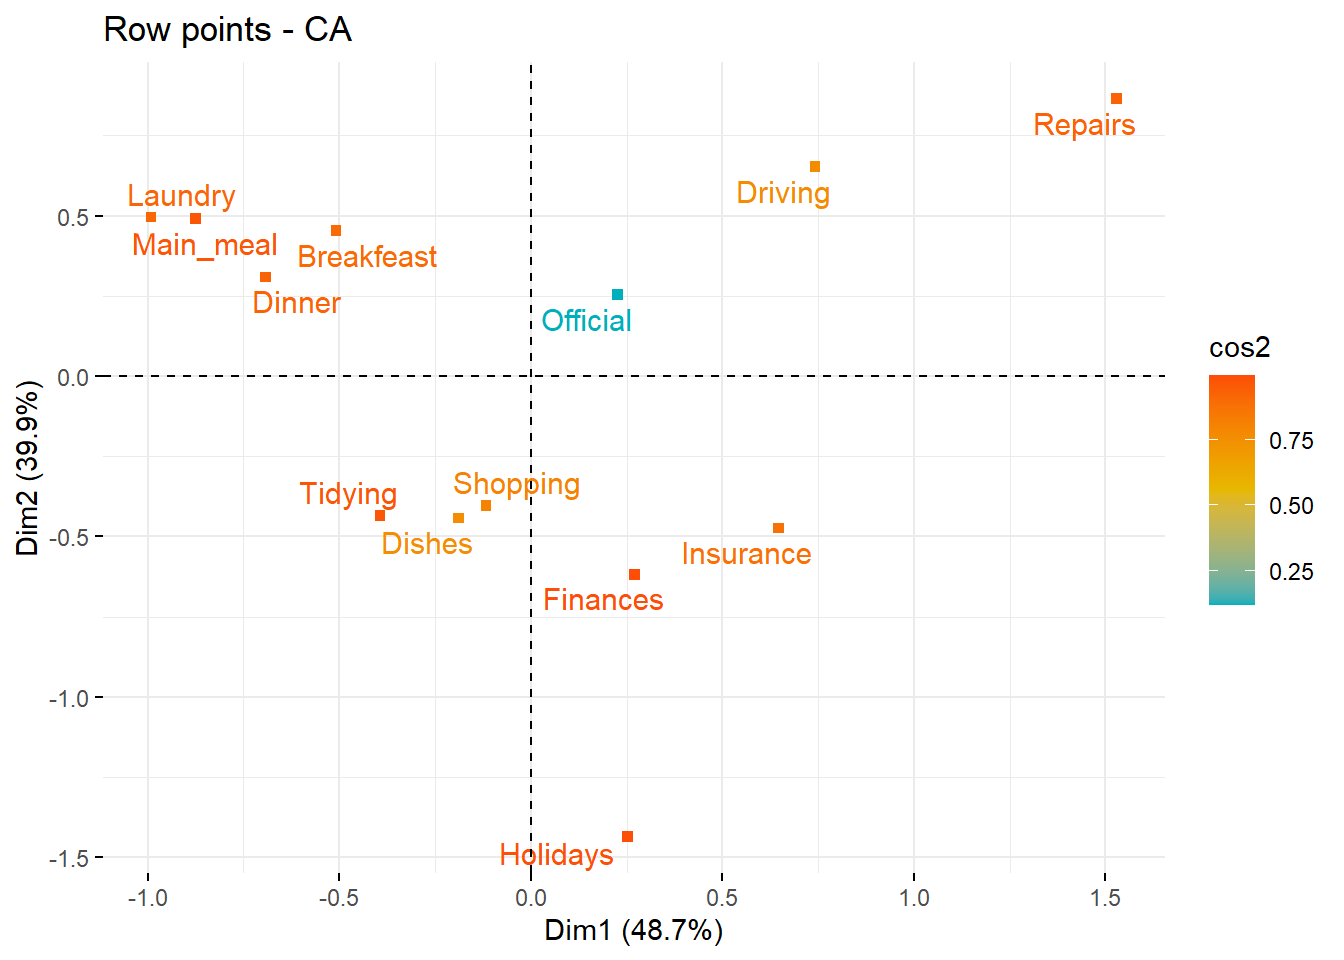 Row points - CA
Repairs
Driving
Laundry
Main_meal
Breakfeast
Dinner
Official
Tidying
Shopping
Dishes
Insurance
Finances
Holidays
0.5
0.0
-0.5
-1.0
-1.5
Dim2 (39.9%)
-1.0 -0.5 0.0 0.5 1.0 1.5
Dim1 (48.7%)
cos2
0.75
0.50
0.25